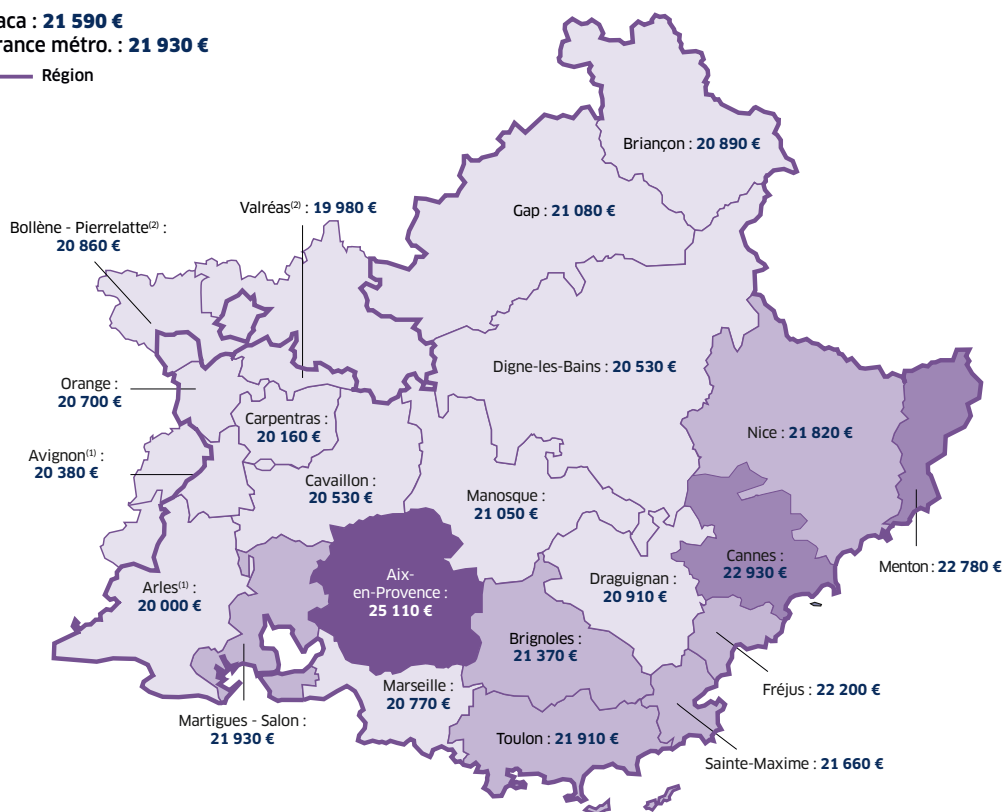 aca : 21 590 €
rance métro. : 21 930 €
Région
Briançon : 20 890 €
Gap : 21 080 €
Valréas(2) : 19 980 €
Bollène - Pierrelatte(2) :
20 860 €
Digne-les-Bains : 20 530 €
Orange :
20 700 €
Carpentras :
20 160 €
Nice : 21 820 €
Avignon(1) :
20 380 €
Cavaillon :
20 530 €
Manosque :
21 050 €
Cannes :
22 930 €
Menton : 22 780 €
Arles(1) :
20 000 €
Aix-
en-Provence :
25 110 €
Draguignan :
20 910 €
Brignoles :
21 370 €
Marseille :
20 770 €
Fréjus : 22 200 €
Martigues - Salon :
21 930 €
Toulon : 21 910 €
Sainte-Maxime : 21 660 €